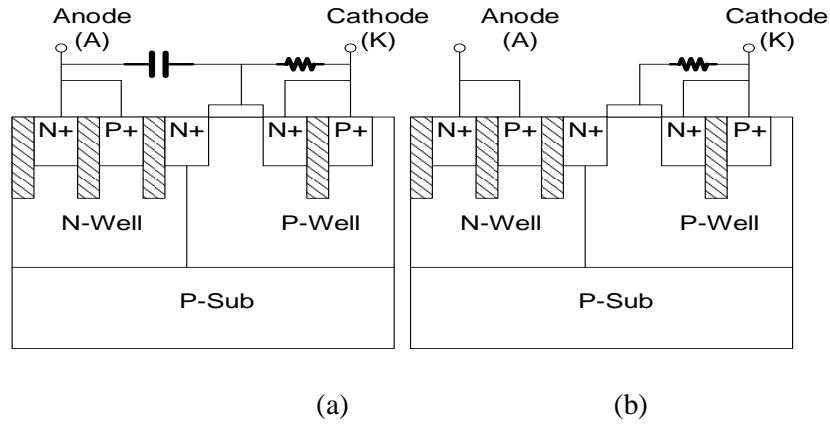 Anode
(A)
Cathode
(K)
N+ P+ N+ N+ P+
N-Well P-Well
P-Sub
Anode
(A)
Cathode
(K)
N+ P+ N+ N+ P+
N-Well P-Well
P-Sub
(a) (b)